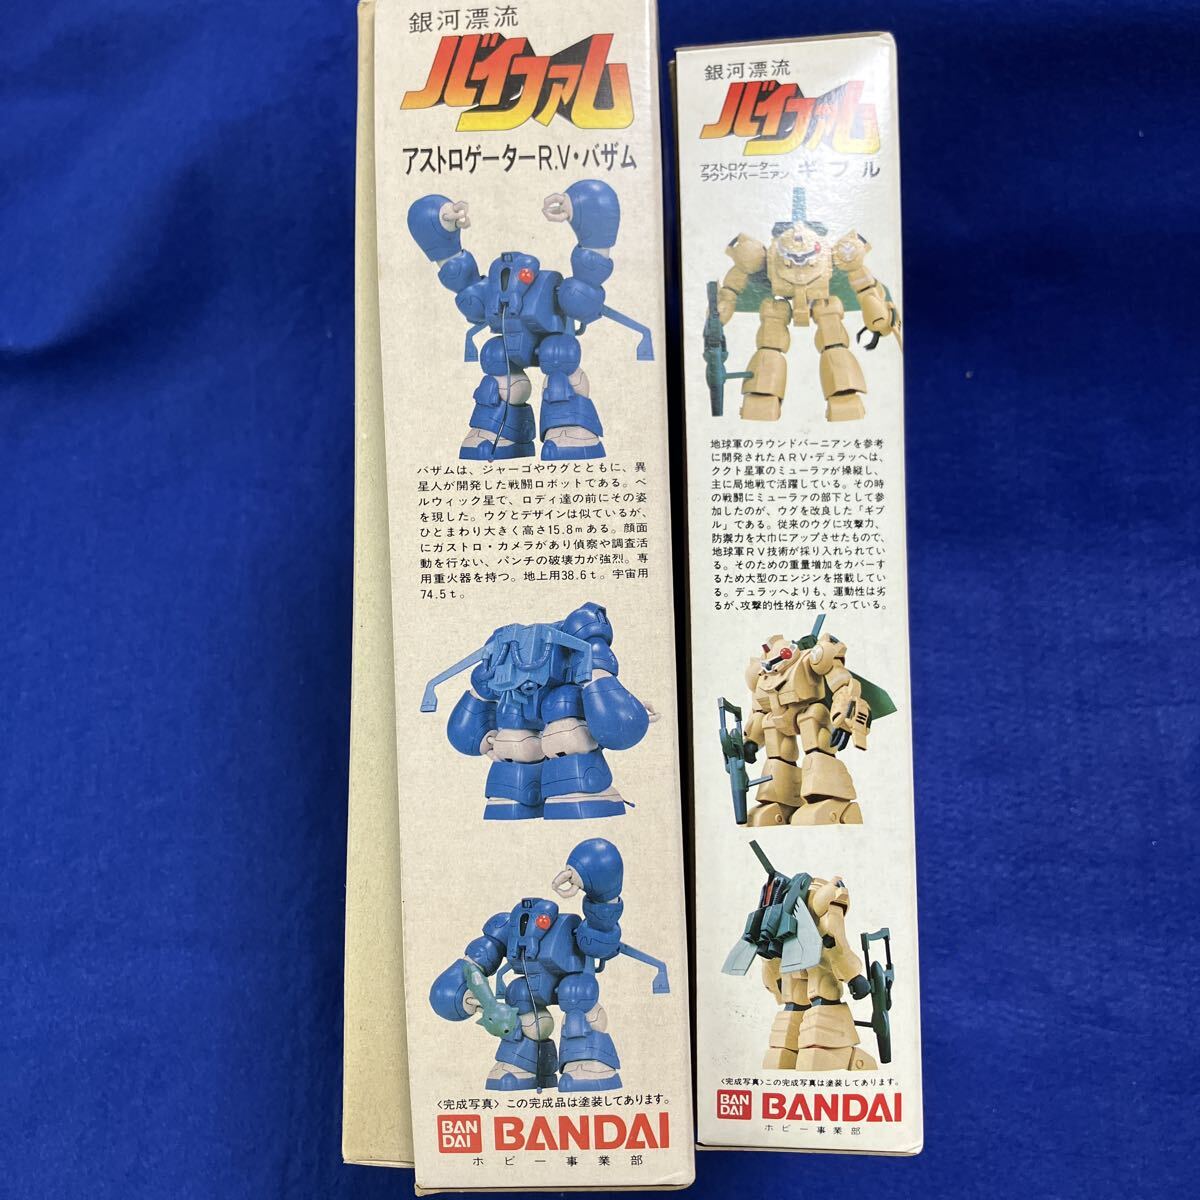 銀河漂流
バイファム
アストロゲーターR.V・バザム
バザムは、ジャーゴやウグとともに、異
星人が開発した戦闘ロボットである。ベ
ルウィック星で、ロディ達の前にその姿
を現した。ウグとデザインは似ているが、
ひとまわり大きく高さ15.8mある。顔面
にガストロ・カメラがあり偵察や調査活
動を行ない、パンチの破壊力が強烈。専
用重火器を持つ。地上用38.6t。宇宙用
74.5t。
〈完成写真〉この完成品は塗装してあります。
BAN
DAI
BANDAI
ホビー事業部
銀河漂流
バイファム
アストロゲーター
ラウンドバーニアン
ギブル
地球軍のラウンドバーニアンを参考
に開発されたARV・デュラッヘは、
ククト星軍のミューラァが操縦し、
主に局地戦で活躍している。その時
の戦闘にミューラァの部下として参
加したのが、ウグを改良した「ギブ
ル」である。従来のウグに攻撃力、
防禦力を大巾にアップさせたもので、
地球軍RV技術が採り入れられてい
る。そのための重量増加をカバーす
るため大型のエンジンを搭載してい
る。デュラッヘよりも、運動性は劣
るが、攻撃的性格が強くなっている。
〈完成写真〉この完成写真は塗装してあります。
BAN
DAI
BANDAI
ホビー事業部